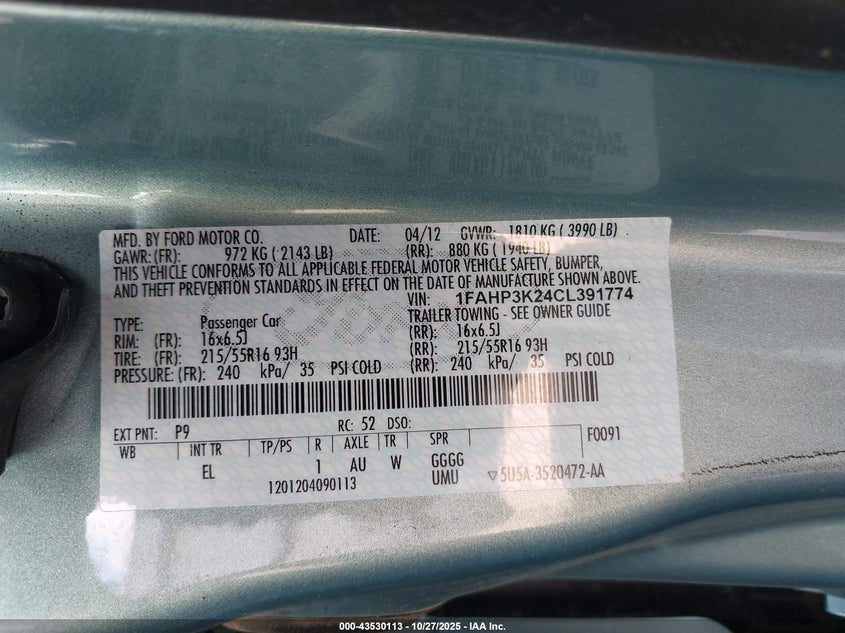 MFD. BY FORD MOTOR CO. DATE: 04/12 GVWR: 1810 KG ( 3990 LB)
GAWR: (FR): 972 KG ( 2143 LB) (RR): 880 KG ( 1940 LB)
THIS VEHICLE CONFORMS TO ALL APPLICABLE FEDERAL MOTOR VEHICLE SAFETY, BUMPER,
AND THEFT PREVENTION STANDARDS IN EFFECT ON THE DATE OF MANUFACTURE SHOWN ABOVE.
VIN: 1FAHP3K24CL391774
TYPE: Passenger Car TRAILER TOWING - SEE OWNER GUIDE
RIM: (FR): 16x6.5J (RR): 16x6.5J
TIRE: (FR): 215/55R16 93H (RR): 215/55R16 93H
PRESSURE: (FR): 240 kPa/ 35 PSI COLD (RR): 240 kPa/ 35 PSI COLD
EXT PNT: P9 RC: 52 DSO:
WB INT TR TP/PS R AXLE TR SPR F0091
EL 1 AU W GGGG
1201204090113 UMU ▽5U5A-3520472-AA
000-43530113 - 10/27/2025 - IAA Inc.